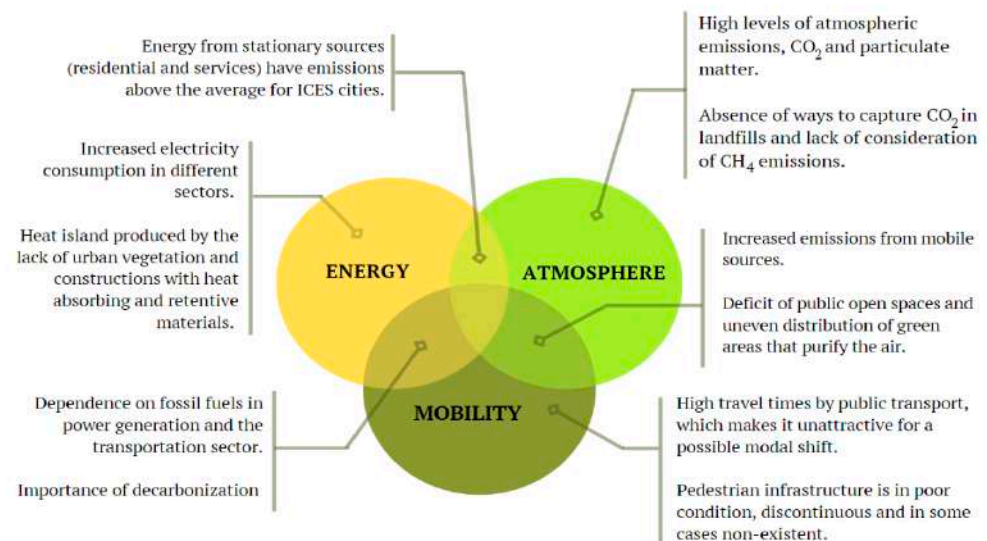 Energy from stationary sources
(residential and services) have emissions
above the average for ICES cities.
High levels of atmospheric
emissions, CO₂ and particulate
matter.
Absence of ways to capture CO₂ in
landfills and lack of consideration
of CH₄ emissions.
Increased electricity
consumption in different
sectors.
Heat island produced by the
lack of urban vegetation and
constructions with heat
absorbing and retentive
materials.
ENERGY
ATMOSPHERE
MOBILITY
Increased emissions from mobile
sources.
Deficit of public open spaces and
uneven distribution of green
areas that purify the air.
Dependence on fossil fuels in
power generation and the
transportation sector.
Importance of decarbonization
High travel times by public transport,
which makes it unattractive for a
possible modal shift.
Pedestrian infrastructure is in poor
condition, discontinuous and in some
cases non-existent.